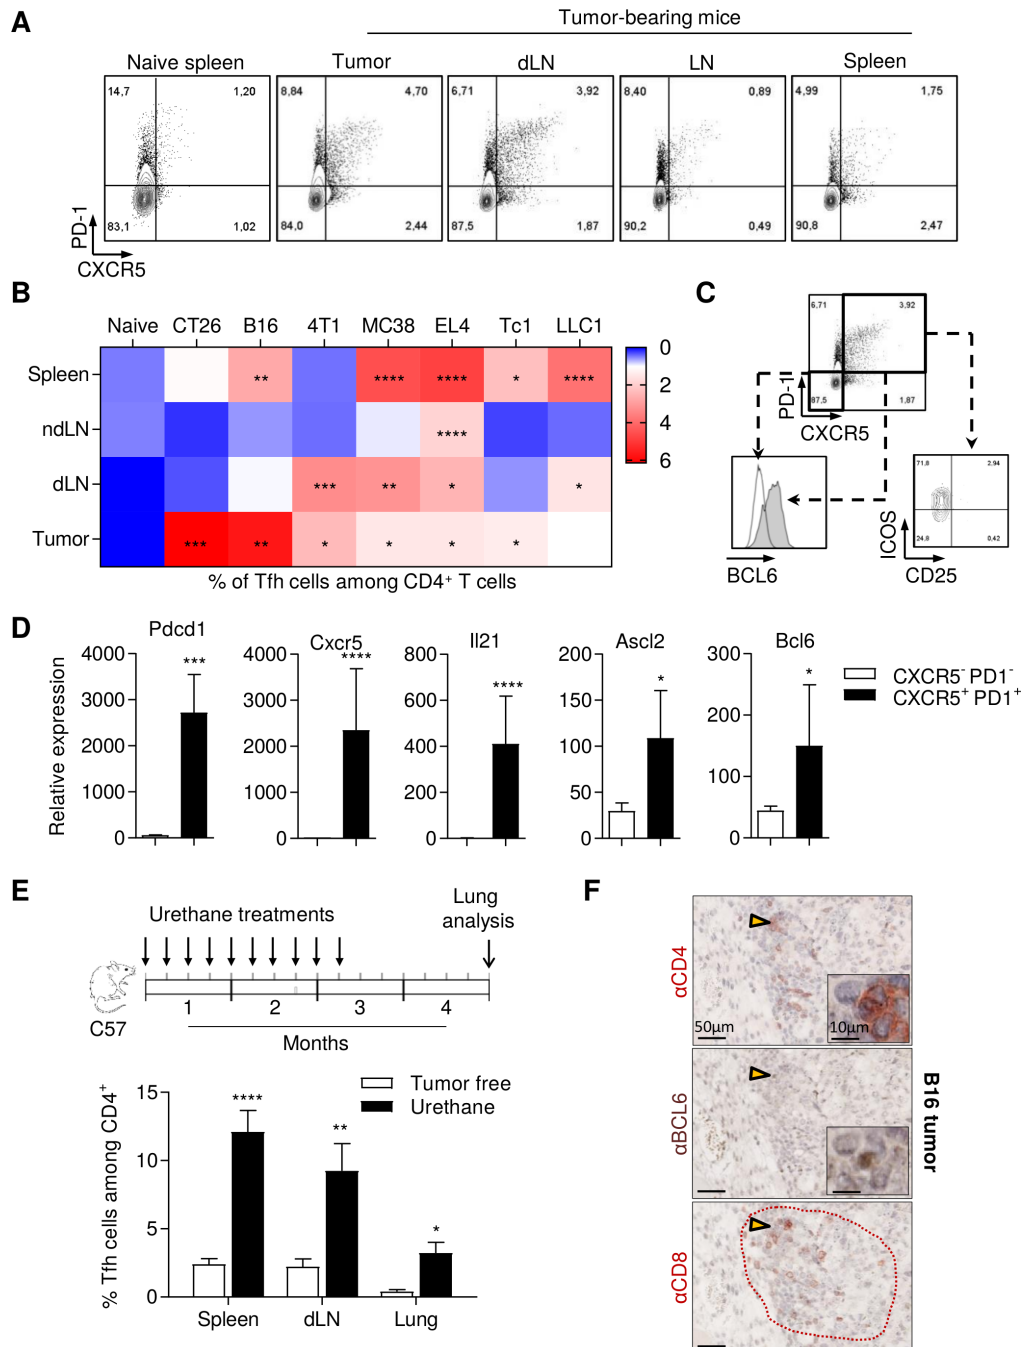 A
Tumor-bearing mice
Naive spleen
Tumor
dLN
LN
Spleen
14,7 1,20
83,1 1,02
8,84 4,70
84,0 2,44
6,71 3,92
87,5 1,87
8,40 0,89
90,2 0,49
4,99 1,75
90,8 2,47
PD-1
CXCR5
B
Naive CT26 B16 4T1 MC38 EL4 Tc1 LLC1
Spleen ** **** **** * ****
ndLN ****
dLN *** ** * *
Tumor *** ** * * * *
0
2
4
6
% of Tfh cells among CD4+ T cells
C
6,71 3,92
87,5 1,87
PD-1
CXCR5
BCL6
71,8 2,94
24,8 0,42
ICOS
CD25
D
Relative expression
Pdcd1
4000
3000
2000
1000
0
***
Cxcr5
4000
3000
2000
1000
0
****
Il21
800
600
400
200
0
****
Ascl2
200
150
100
50
0
*
Bcl6
300
200
100
0
*
CXCR5- PD1-
CXCR5+ PD1+
E
Urethane treatments
Lung
analysis
C57
1 2 3 4
Months
% Tfh cells among CD4+
15
10
5
0
Tumor free
Urethane
****
**
*
Spleen dLN Lung
F
αCD4
50µm
10µm
αBCL6
αCD8
B16 tumor